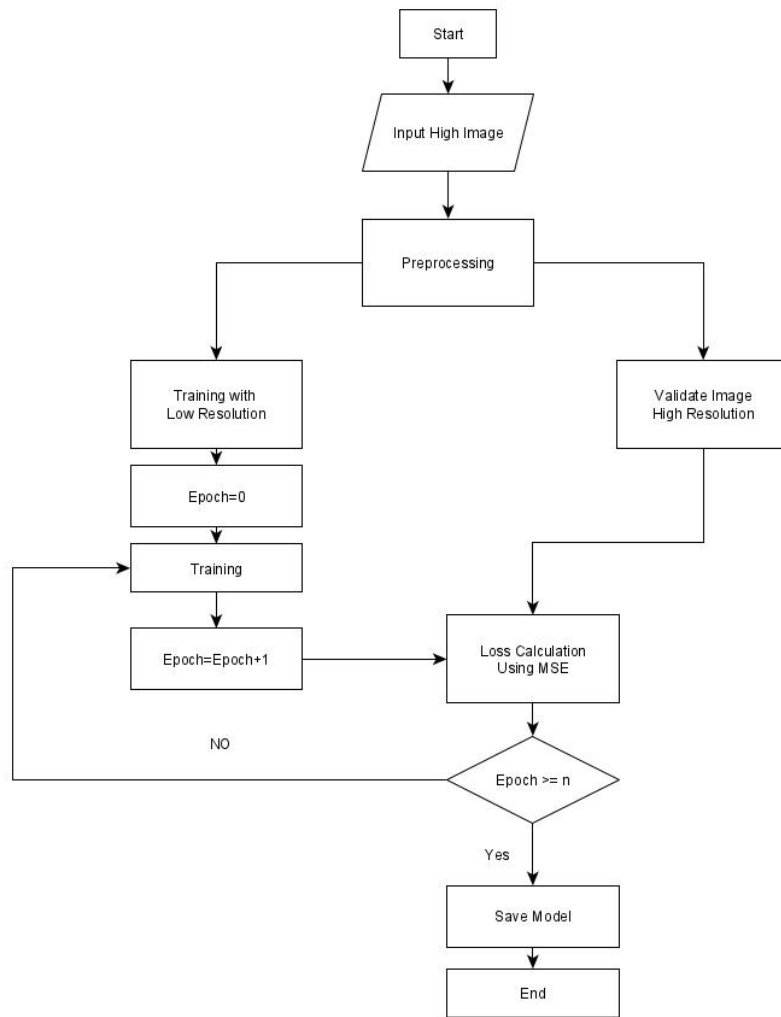 Start
Input High Image
Preprocessing
Training with
Low Resolution
Validate Image
High Resolution
Epoch=0
Training
Epoch=Epoch+1
Loss Calculation
Using MSE
NO
Epoch >= n
Yes
Save Model
End